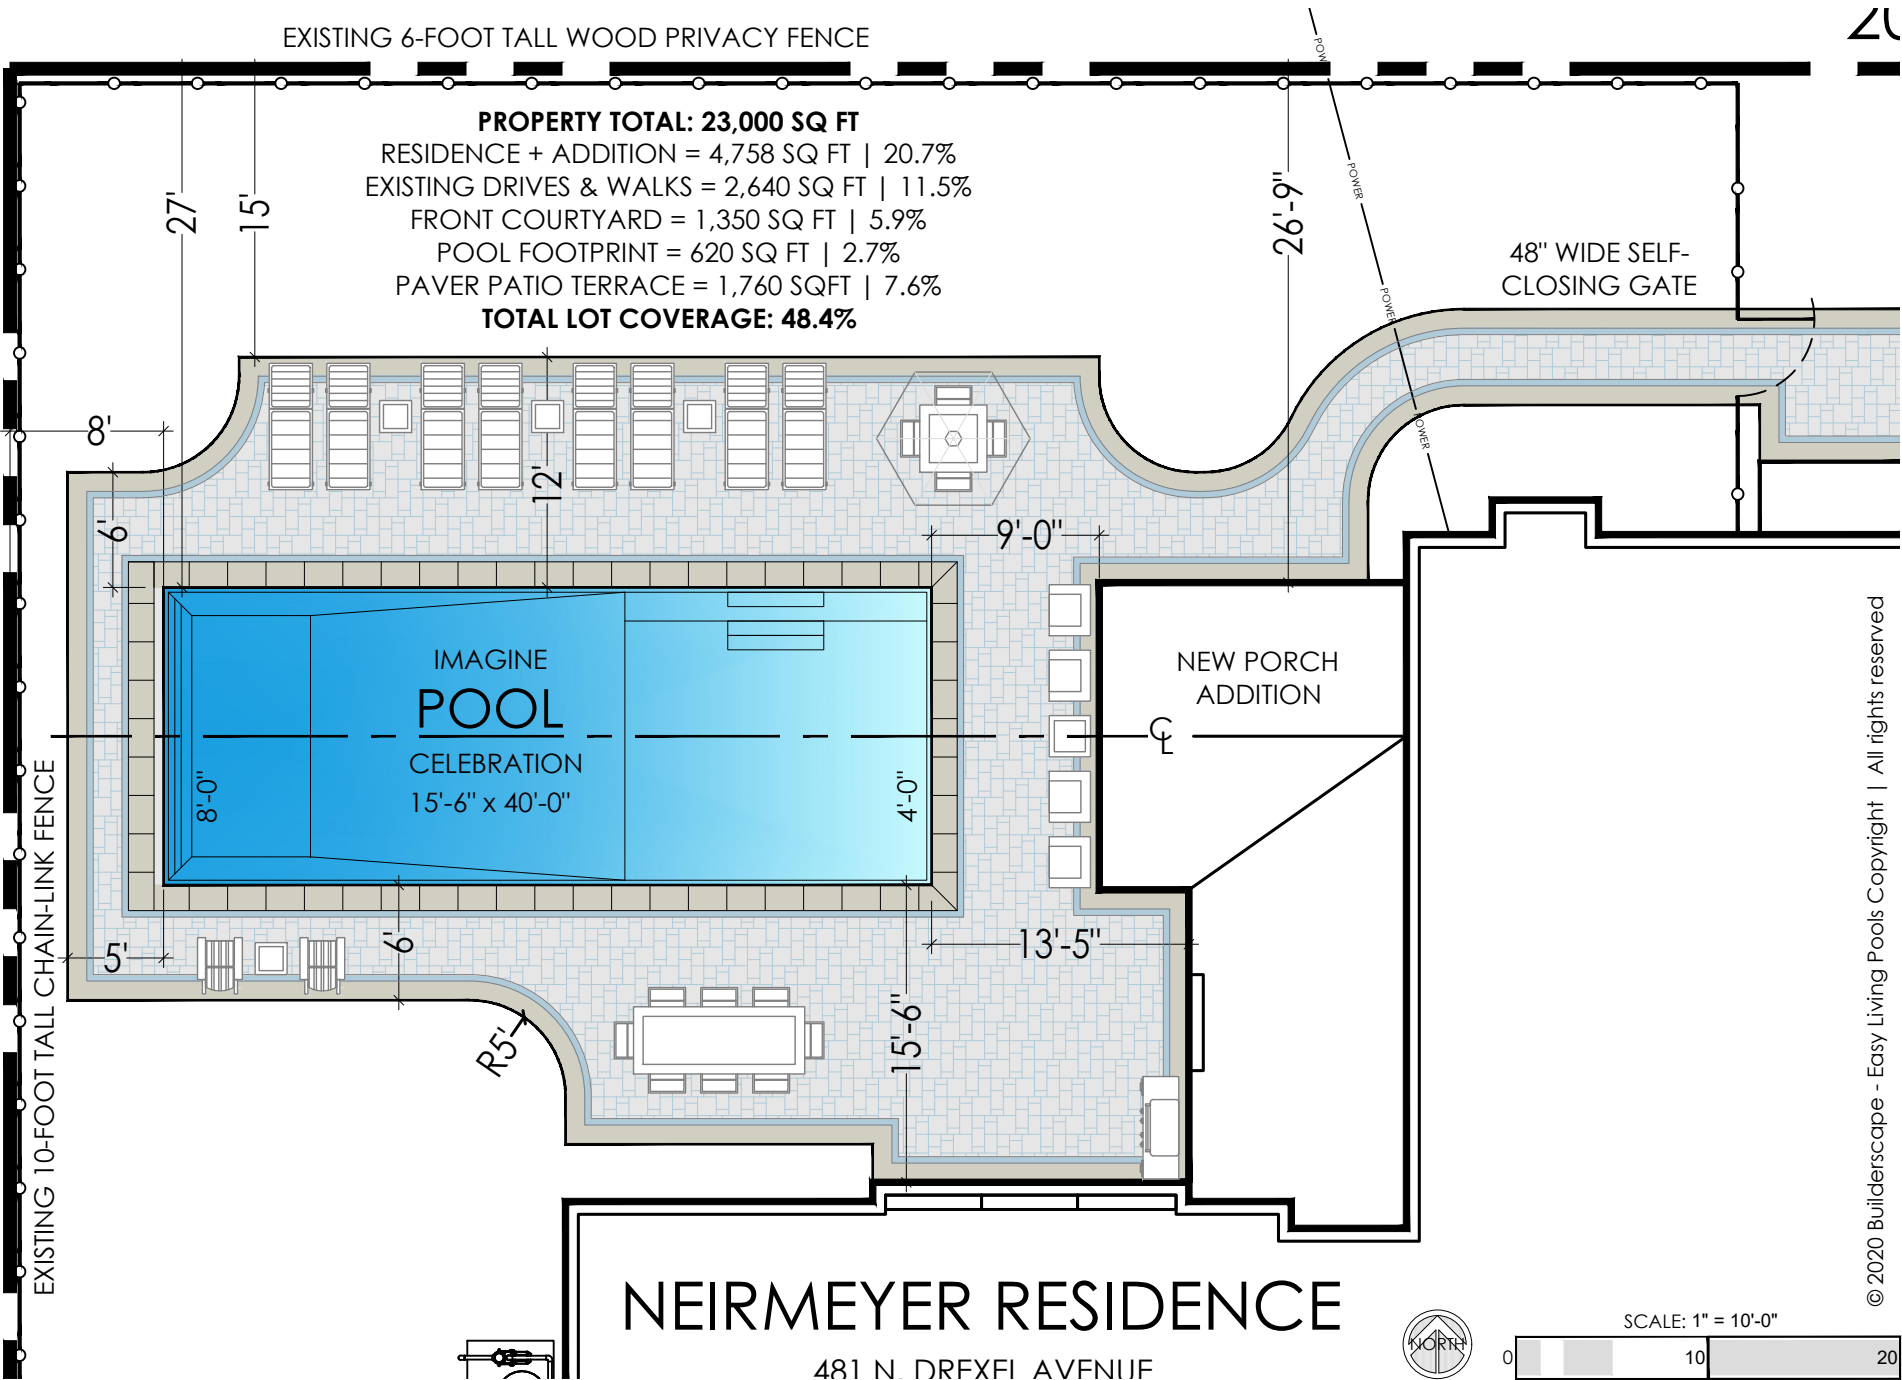 EXISTING 6-FOOT TALL WOOD PRIVACY FENCE
PROPERTY TOTAL: 23,000 SQ FT
RESIDENCE + ADDITION = 4,758 SQ FT | 20.7%
EXISTING DRIVES & WALKS = 2,640 SQ FT | 11.5%
FRONT COURTYARD = 1,350 SQ FT | 5.9%
POOL FOOTPRINT = 620 SQ FT | 2.7%
PAVER PATIO TERRACE = 1,760 SQFT | 7.6%
TOTAL LOT COVERAGE: 48.4%
27'
15'
26'-9"
POWER
POWER
48" WIDE SELF-
CLOSING GATE
8'
12'
6'
9'-0"
IMAGINE
POOL
CELEBRATION
15'-6" x 40'-0"
8'-0"
4'-0"
NEW PORCH
ADDITION
CL
5'
6'
13'-5"
15'-6"
R5'
EXISTING 10-FOOT TALL CHAIN-LINK FENCE
NEIRMEYER RESIDENCE
481 N. DREXEL AVENUE
NORTH
SCALE: 1" = 10'-0"
0
10
20
©2020 Builderscape - Easy Living Pools Copyright | All rights reserved